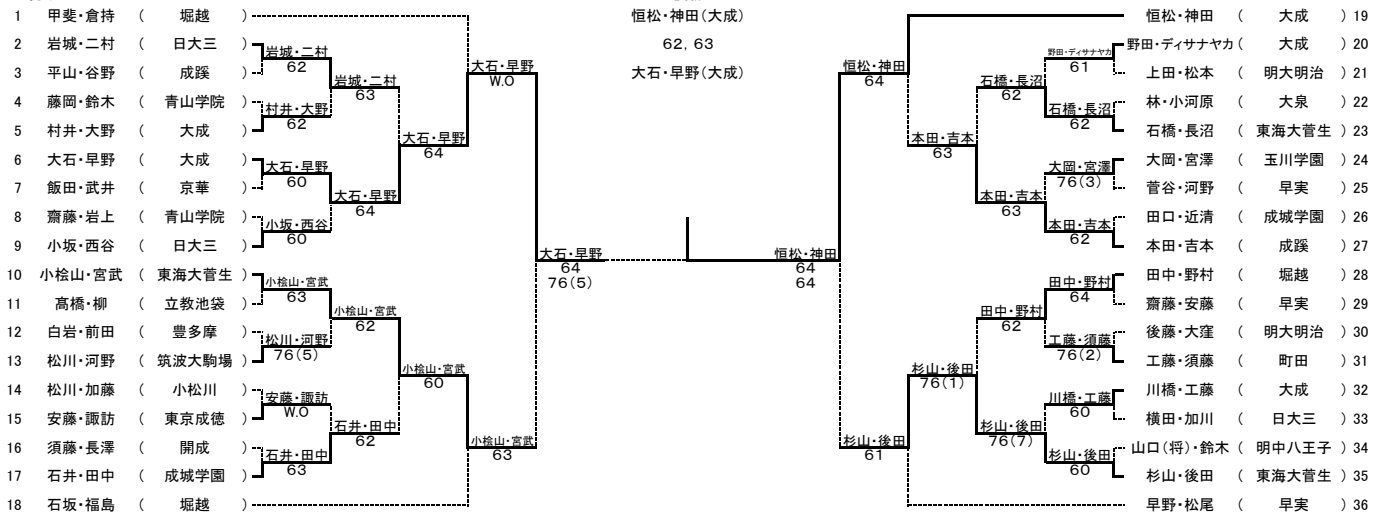 1 甲斐・倉持 ( 堀越 )
2 岩城・二村 ( 日大三 )
3 平山・谷野 ( 成蹊 )
4 藤岡・鈴木 ( 青山学院 )
5 村井・大野 ( 大成 )
6 大石・早野 ( 大成 )
7 飯田・武井 ( 京華 )
8 齋藤・岩上 ( 青山学院 )
9 小坂・西谷 ( 日大三 )
10 小桧山・宮武 ( 東海大菅生 )
11 髙橋・柳 ( 立教池袋 )
12 白岩・前田 ( 豊多摩 )
13 松川・河野 ( 筑波大駒場 )
14 松川・加藤 ( 小松川 )
15 安藤・諏訪 ( 東京成徳 )
16 須藤・長澤 ( 開成 )
17 石井・田中 ( 成城学園 )
18 石坂・福島 ( 堀越 )
岩城・二村
62
村井・大野
62
大石・早野
60
小坂・西谷
60
小桧山・宮武
63
松川・河野
76(5)
安藤・諏訪
W.O
石井・田中
63
岩城・二村
63
大石・早野
64
小桧山・宮武
62
石井・田中
62
大石・早野
64
小桧山・宮武
60
大石・早野
W.O
小桧山・宮武
63
大石・早野
64
76(5)
恒松・神田(大成)
62, 63
大石・早野(大成)
恒松・神田
64
64
恒松・神田
64
杉山・後田
61
本田・吉本
63
杉山・後田
76(1)
石橋・長沼
62
本田・吉本
63
田中・野村
62
杉山・後田
76(7)
野田・ディサナヤカ
61
石橋・長沼
62
大岡・宮澤
76(3)
本田・吉本
62
田中・野村
64
工藤・須藤
76(2)
川橋・工藤
60
杉山・後田
60
恒松・神田 ( 大成 ) 19
野田・ディサナヤカ ( 大成 ) 20
上田・松本 ( 明大明治 ) 21
林・小河原 ( 大泉 ) 22
石橋・長沼 ( 東海大菅生 ) 23
大岡・宮澤 ( 玉川学園 ) 24
菅谷・河野 ( 早実 ) 25
田口・近清 ( 成城学園 ) 26
本田・吉本 ( 成蹊 ) 27
田中・野村 ( 堀越 ) 28
齋藤・安藤 ( 早実 ) 29
後藤・大窪 ( 明大明治 ) 30
工藤・須藤 ( 町田 ) 31
川橋・工藤 ( 大成 ) 32
横田・加川 ( 日大三 ) 33
山口(将)・鈴木 ( 明中八王子 ) 34
杉山・後田 ( 東海大菅生 ) 35
早野・松尾 ( 早実 ) 36